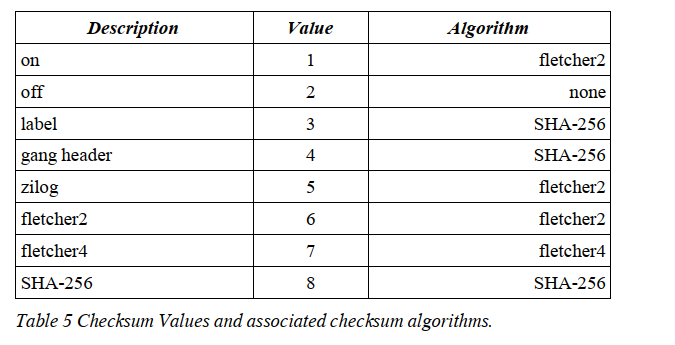 Description Value Algorithm
on 1 fletcher2
off 2 none
label 3 SHA-256
gang header 4 SHA-256
zilog 5 fletcher2
fletcher2 6 fletcher2
fletcher4 7 fletcher4
SHA-256 8 SHA-256
Table 5 Checksum Values and associated checksum algorithms.